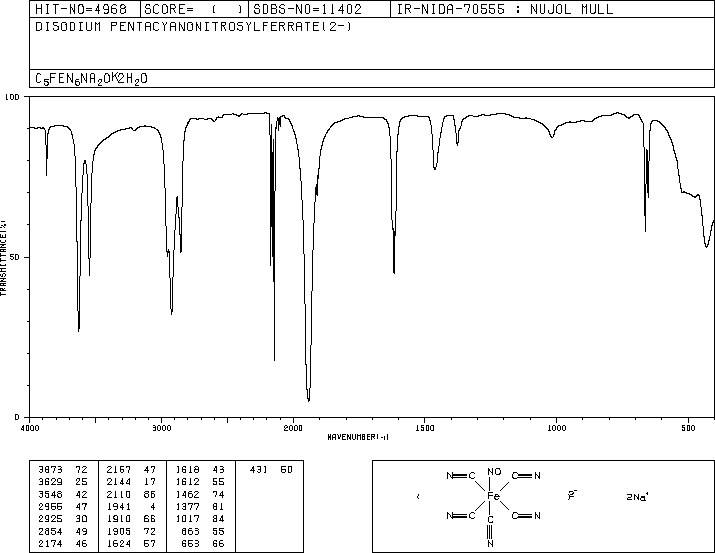 HIT-NO=4968 SCORE= ( ) SDBS-NO=11402 IR-NIDA-70555 : NUJOL MULL
DISODIUM PENTACYANONITROSYLFERRATE(2-)
C5FEN6NA2OK2H2O
100
50
0
TRANSMITTANCE(%)
4000 3000 2000 1500 1000 500
WAVENUMBER(-1)
3873 72 2167 47 1618 43 431 50
3629 25 2144 17 1612 55
3548 42 2110 86 1462 74
2955 47 1941 4 1377 81
2925 30 1910 66 1017 84
2854 49 1905 72 663 55
2174 46 1624 57 653 66
NO
N C C N
Fe 2- 2Na+
N C C C N
N